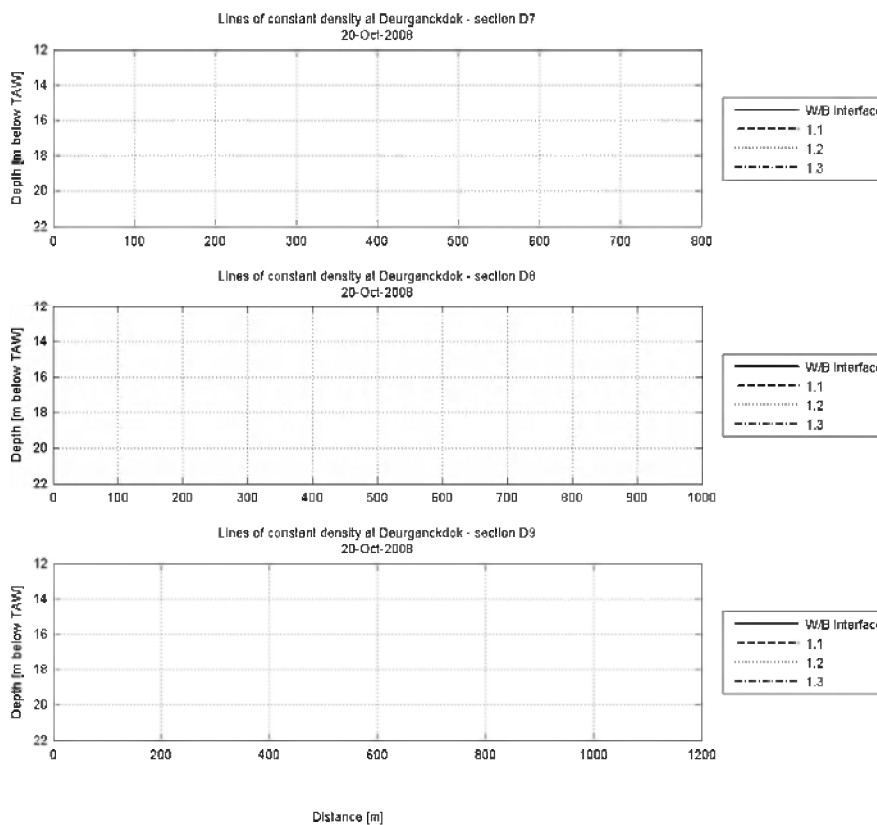 Lines of constant density at Deurganckdok - section D7
20-Oct-2008
Depth [m below TAW]
12
14
16
18
20
22
0 100 200 300 400 500 600 700 800
W/B Interface
1.1
1.2
1.3
Lines of constant density at Deurganckdok - section D8
20-Oct-2008
Depth [m below TAW]
12
14
16
18
20
22
0 100 200 300 400 500 600 700 800 900 1000
W/B Interface
1.1
1.2
1.3
Lines of constant density at Deurganckdok - section D9
20-Oct-2008
Depth [m below TAW]
12
14
16
18
20
22
0 200 400 600 800 1000 1200
W/B Interface
1.1
1.2
1.3
Distance [m]